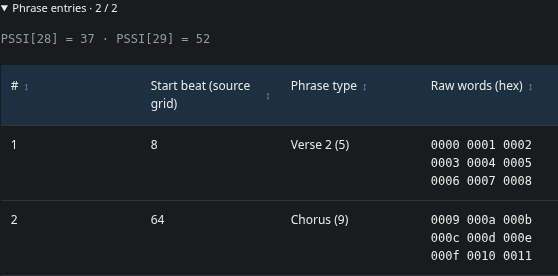 ▼ Phrase entries · 2 / 2
PSSI[28] = 37 · PSSI[29] = 52
# ↕ Start beat (source grid) ↕ Phrase type ↕ Raw words (hex) ↕
1 8 Verse 2 (5) 0000 0001 0002
0003 0004 0005
0006 0007 0008
2 64 Chorus (9) 0009 000a 000b
000c 000d 000e
000f 0010 0011